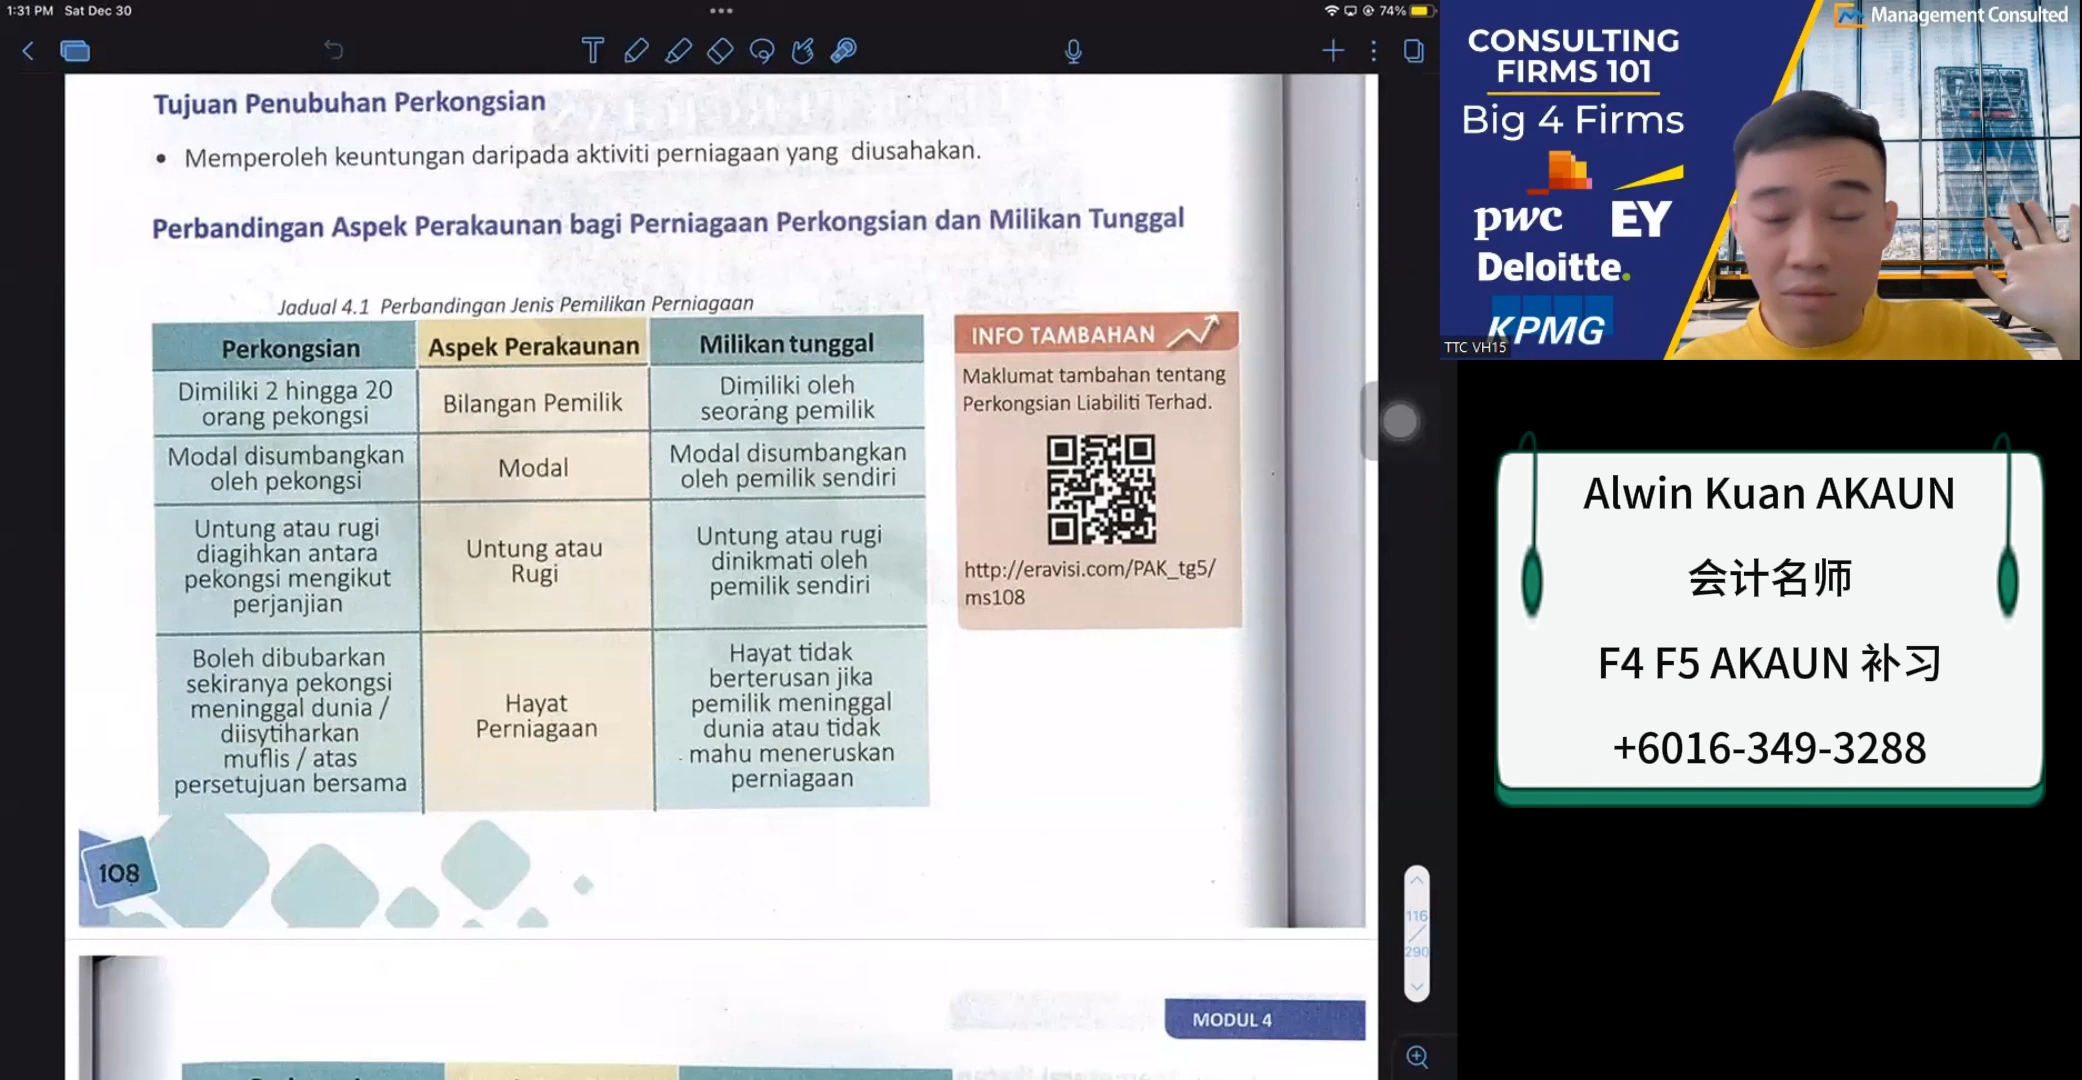 1:31 PM Sat Dec 30
74%
Tujuan Penubuhan Perkongsian
• Memperoleh keuntungan daripada aktiviti perniagaan yang diusahakan.
Perbandingan Aspek Perakaunan bagi Perniagaan Perkongsian dan Milikan Tunggal
Jadual 4.1 Perbandingan Jenis Pemilikan Perniagaan
Perkongsian
Aspek Perakaunan
Milikan tunggal
Dimiliki 2 hingga 20
orang pekongsi
Bilangan Pemilik
Dimiliki oleh
seorang pemilik
Modal disumbangkan
oleh pekongsi
Modal
Modal disumbangkan
oleh pemilik sendiri
Untung atau rugi
diagihkan antara
pekongsi mengikut
perjanjian
Untung atau
Rugi
Untung atau rugi
dinikmati oleh
pemilik sendiri
Boleh dibubarkan
sekiranya pekongsi
meninggal dunia /
diisytiharkan
muflis / atas
persetujuan bersama
Hayat
Perniagaan
Hayat tidak
berterusan jika
pemilik meninggal
dunia atau tidak
mahu meneruskan
perniagaan
INFO TAMBAHAN
Maklumat tambahan tentang
Perkongsian Liabiliti Terhad.
http://eravisi.com/PAK_tg5/
ms108
108
116
290
MODUL 4
Management Consulted
CONSULTING
FIRMS 101
Big 4 Firms
pwc
EY
Deloitte.
KPMG
TTC VH15
Alwin Kuan AKAUN
会计名师
F4 F5 AKAUN 补习
+6016-349-3288